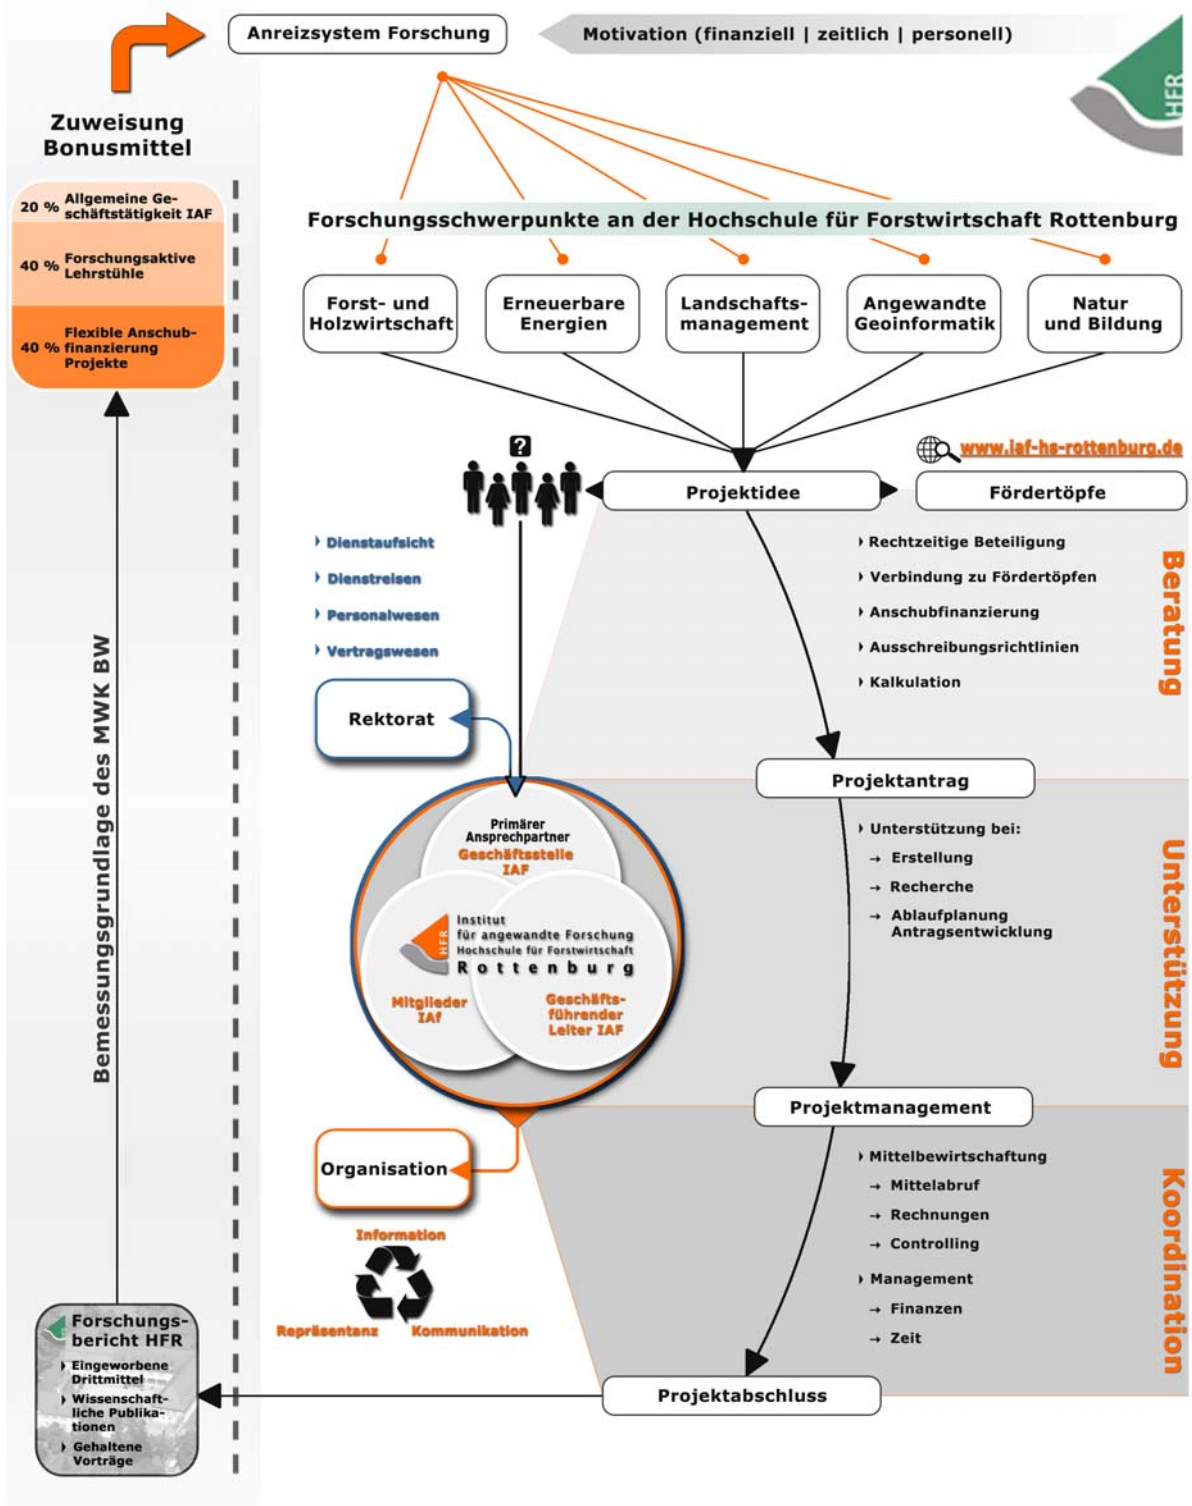 Anreizsystem Forschung
Motivation (finanziell | zeitlich | personell)
HFR
Zuweisung
Bonusmittel
20 % Allgemeine Ge-
schäftstätigkeit IAF
40 % Forschungsaktive
Lehrstühle
Flexible Anschub-
40 % finanzierung
Projekte
Forschungsschwerpunkte an der Hochschule für Forstwirtschaft Rottenburg
Forst- und
Holzwirtschaft
Erneuerbare
Energien
Landschafts-
management
Angewandte
Geoinformatik
Natur
und Bildung
?
www.iaf-hs-rottenburg.de
Projektidee
Fördertöpfe
Dienstaufsicht
Dienstreisen
Personalwesen
Vertragswesen
Rechtzeitige Beteiligung
Verbindung zu Fördertöpfen
Anschubfinanzierung
Ausschreibungsrichtlinien
Kalkulation
Beratung
Rektorat
Projektantrag
Bemessungsgrundlage des MWK BW
Primärer
Ansprechpartner
Geschäftsstelle
IAF
HFR
Institut
für angewandte Forschung
Hochschule für Forstwirtschaft
Rottenburg
Mitglieder
IAf
Geschäfts-
führender
Leiter IAF
Unterstützung bei:
→ Erstellung
→ Recherche
→ Ablaufplanung
Antragsentwicklung
Unterstützung
Projektmanagement
Organisation
Information
Repräsentanz
Kommunikation
Mittelbewirtschaftung
→ Mittelabruf
→ Rechnungen
→ Controlling
Management
→ Finanzen
→ Zeit
Koordination
Projektabschluss
HFR
Forschungs-
bericht HFR
Eingeworbene
Drittmittel
Wissenschaft-
liche Publika-
tionen
Gehaltene
Vorträge